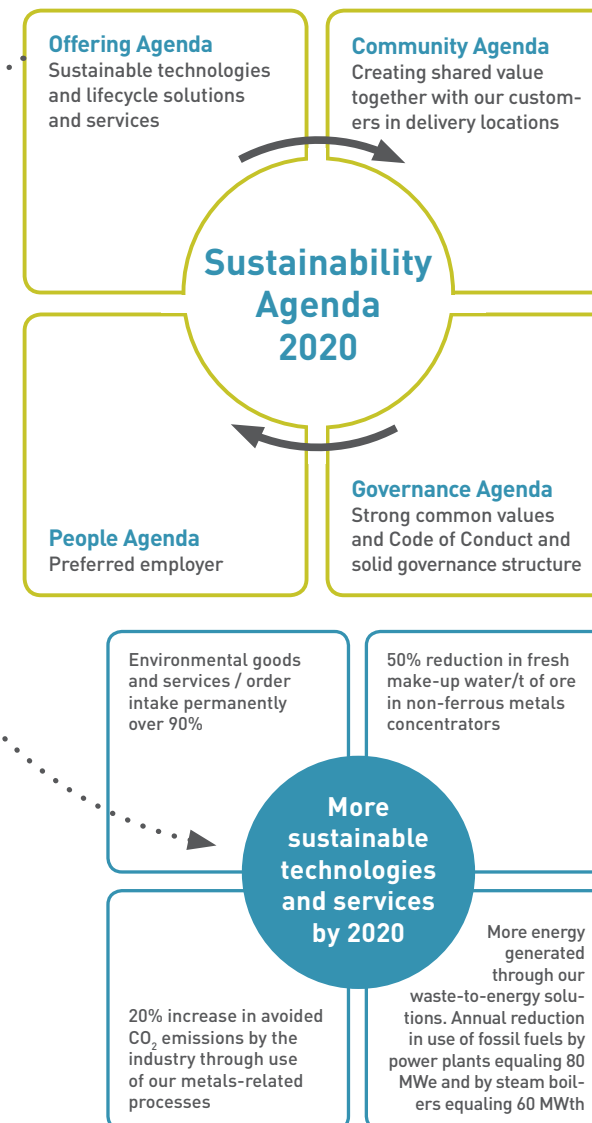 Offering Agenda
Sustainable technologies
and lifecycle solutions
and services
Community Agenda
Creating shared value
together with our custom-
ers in delivery locations
Sustainability
Agenda
2020
People Agenda
Preferred employer
Governance Agenda
Strong common values
and Code of Conduct and
solid governance structure
Environmental goods
and services / order
intake permanently
over 90%
50% reduction in fresh
make-up water/t of ore
in non-ferrous metals
concentrators
More
sustainable
technologies
and services
by 2020
20% increase in avoided
CO₂ emissions by the
industry through use
of our metals-related
processes
More energy
generated
through our
waste-to-energy solu-
tions. Annual reduction
in use of fossil fuels by
power plants equaling 80
MWe and by steam boil-
ers equaling 60 MWth